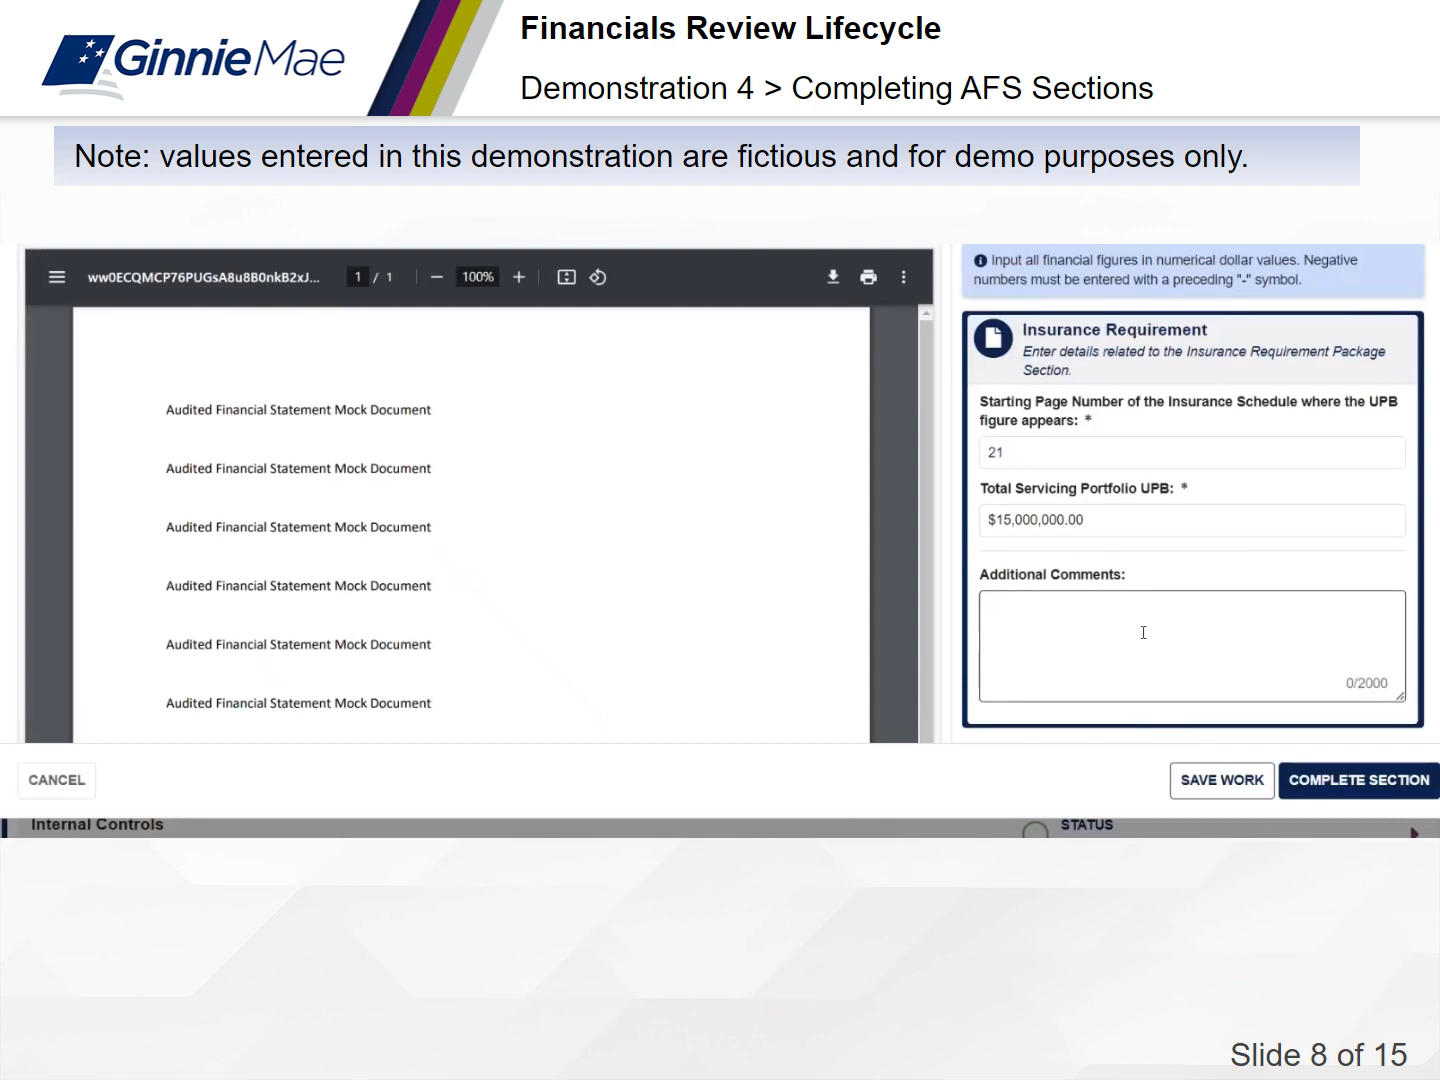 GinnieMae
Financials Review Lifecycle
Demonstration 4 > Completing AFS Sections
Note: values entered in this demonstration are fictious and for demo purposes only.
ww0ECQMCP76PUGsA8u8B0nkB2xJ...
1 / 1
100%
Audited Financial Statement Mock Document
Audited Financial Statement Mock Document
Audited Financial Statement Mock Document
Audited Financial Statement Mock Document
Audited Financial Statement Mock Document
Audited Financial Statement Mock Document
Input all financial figures in numerical dollar values. Negative
numbers must be entered with a preceding "-" symbol.
Insurance Requirement
Enter details related to the Insurance Requirement Package
Section.
Starting Page Number of the Insurance Schedule where the UPB
figure appears: *
21
Total Servicing Portfolio UPB: *
$15,000,000.00
Additional Comments:
0/2000
CANCEL
SAVE WORK
COMPLETE SECTION
Internal Controls
STATUS
Slide 8 of 15